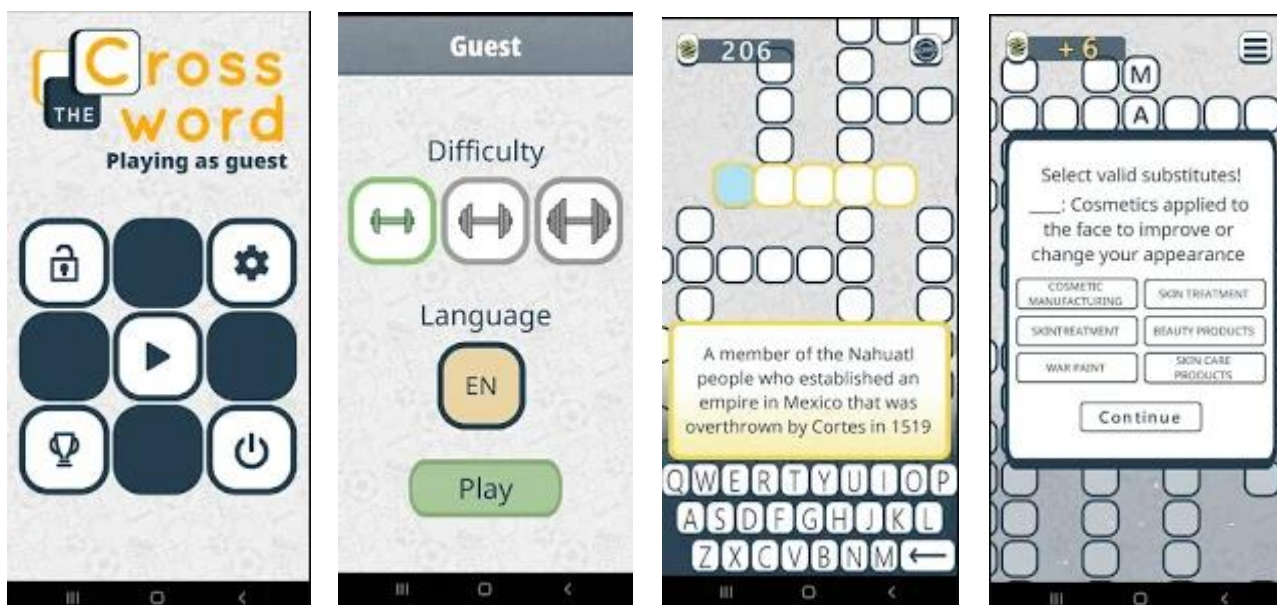 Cross
THE
word
Playing as guest
Guest
Difficulty
Language
EN
Play
206
A member of the Nahuatl
people who established an
empire in Mexico that was
overthrown by Cortes in 1519
Q W E R T Y U I O P
A S D F G H J K L
Z X C V B N M
+ 6
M
A
Select valid substitutes!
____: Cosmetics applied to
the face to improve or
change your appearance
COSMETIC
MANUFACTURING
SKIN TREATMENT
SKINTREATMENT
BEAUTY PRODUCTS
WAR PAINT
SKIN CARE
PRODUCTS
Continue